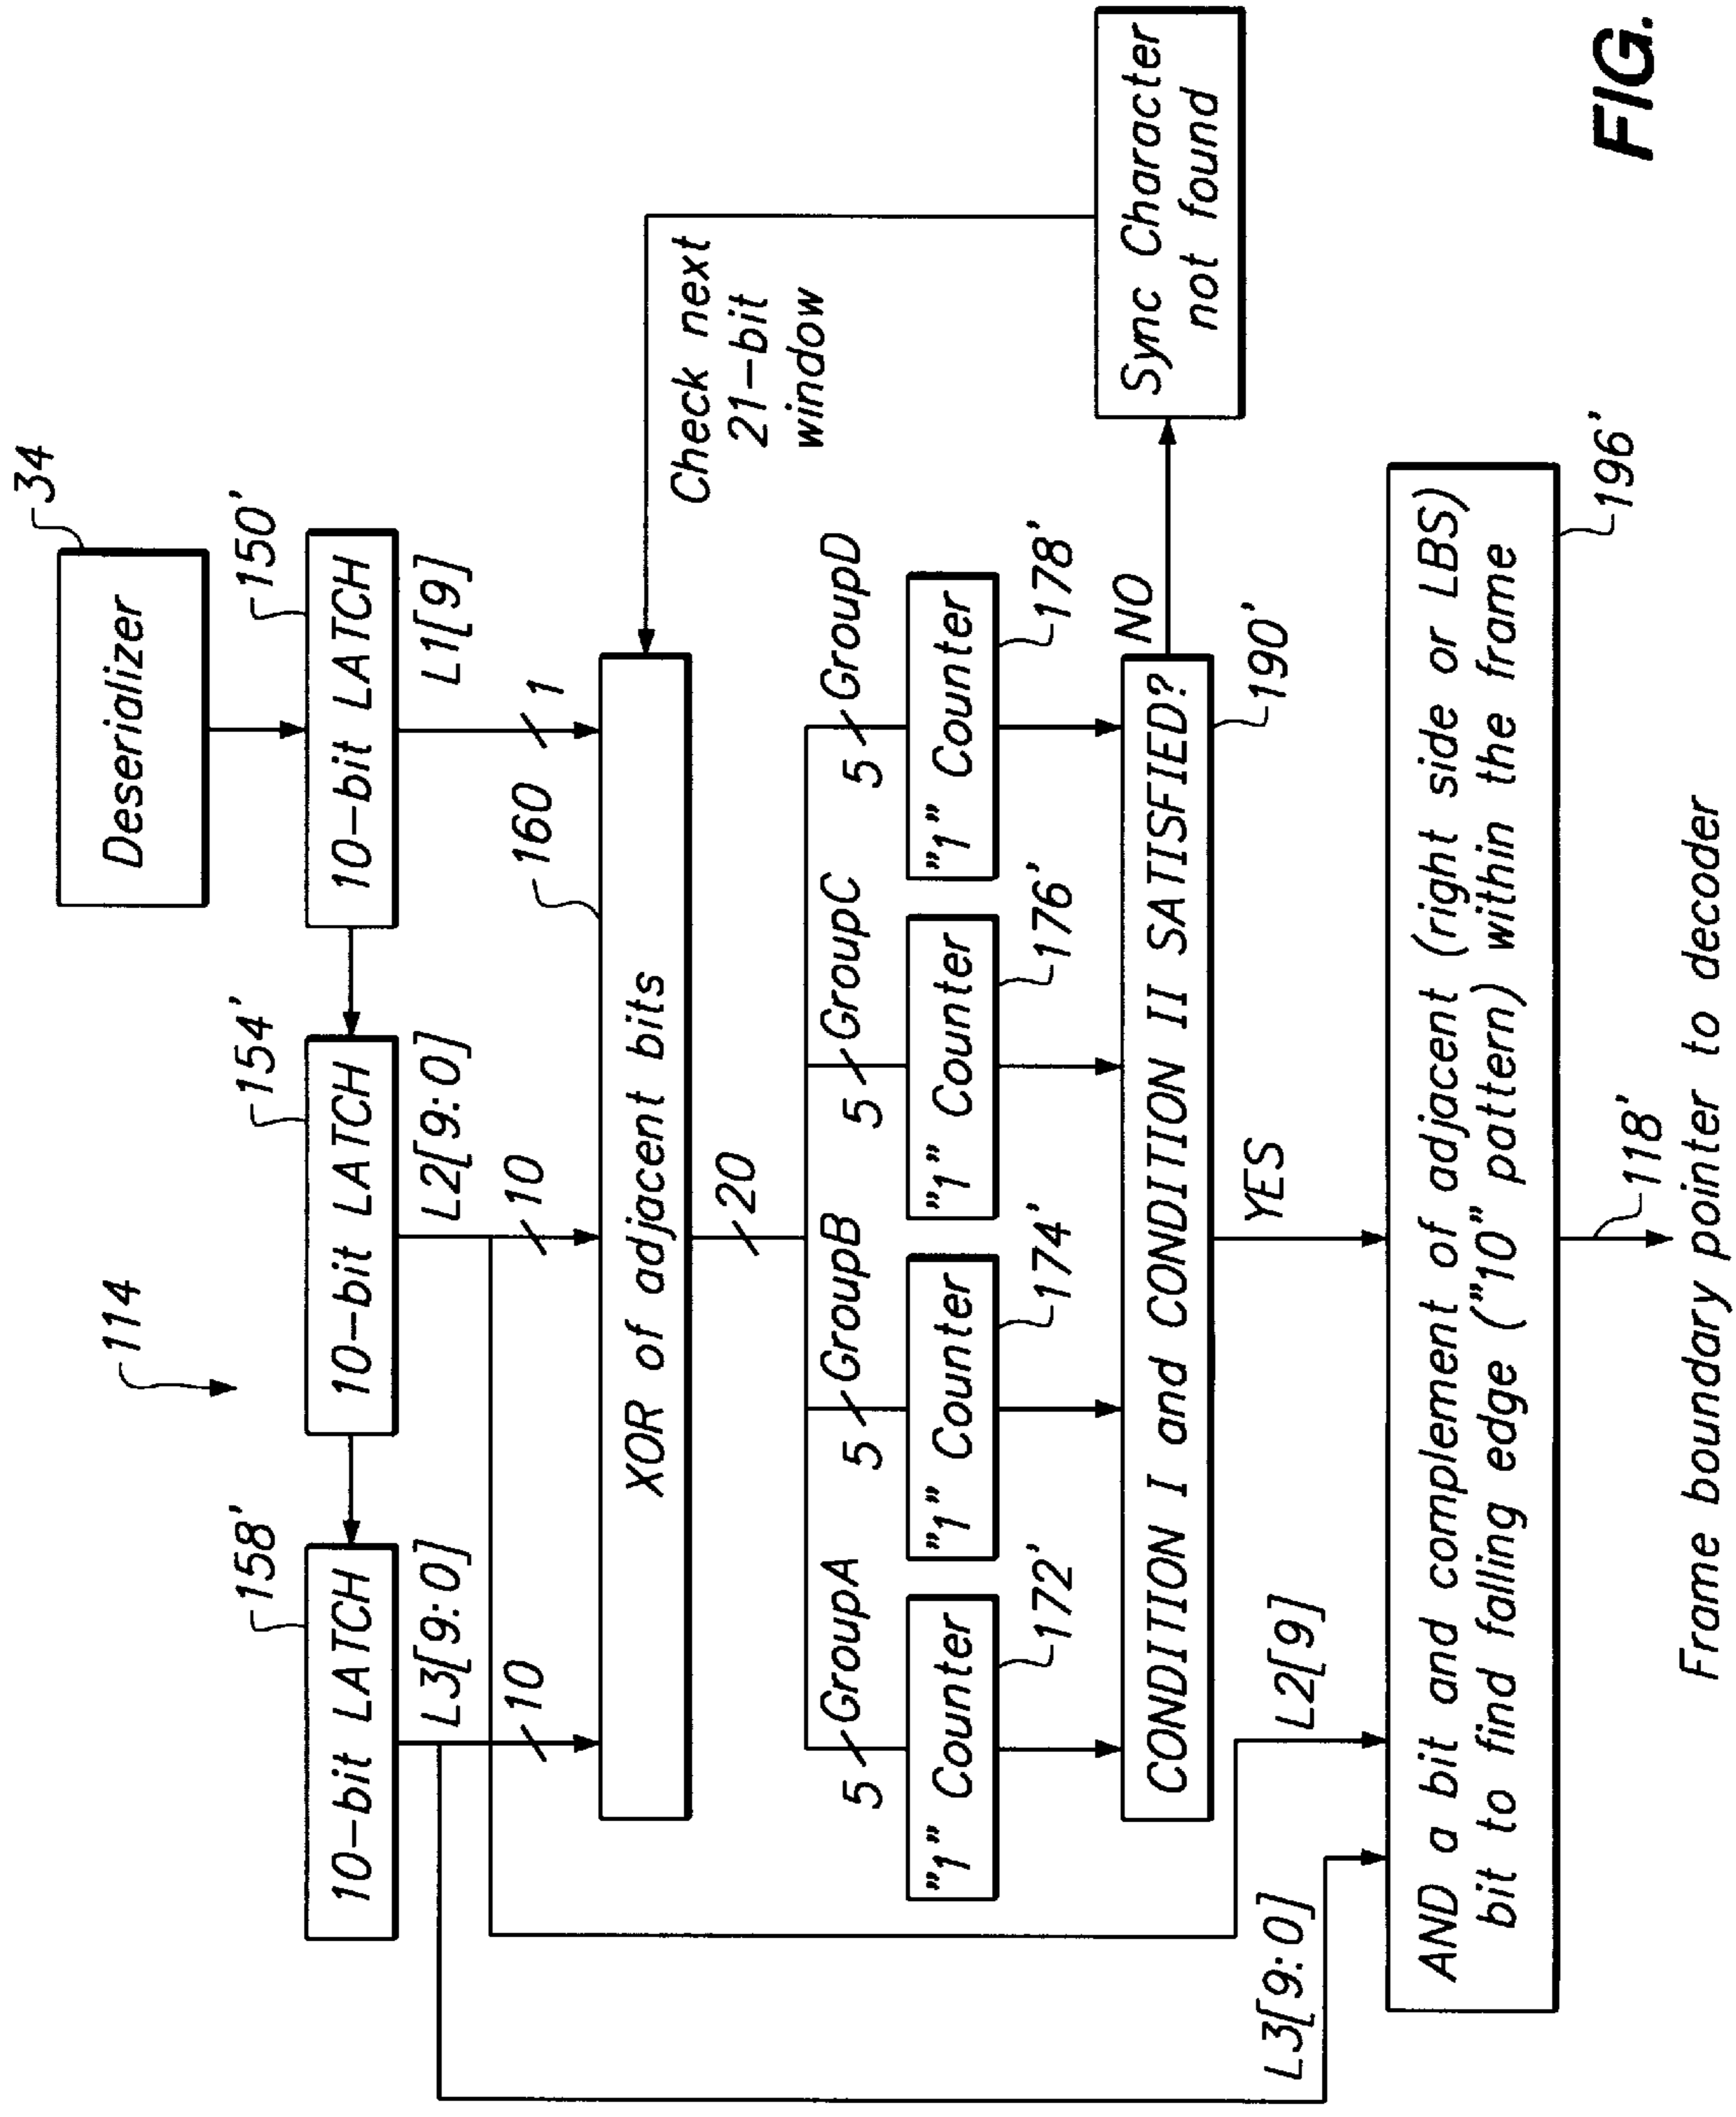 114
34
Deserializer
158'
154'
150'
10-bit LATCH
10-bit LATCH
10-bit LATCH
L3[9:0]
L2[9:0]
L1[9]
10
10
1
160
XOR of adjacent bits
Check next
21-bit
window
20
5
GroupA
5
GroupB
5
GroupC
5
GroupD
"1" Counter
"1" Counter
"1" Counter
"1" Counter
172'
174'
176'
178'
CONDITION I and CONDITION II SATISFIED?
NO
Sync Character
not found
190'
YES
L3[9:0]
L2[9]
AND a bit and complement of adjacent (right side or LBS)
bit to find falling edge ("10" pattern) within the frame
196'
118'
Frame boundary pointer to decoder
FIG.